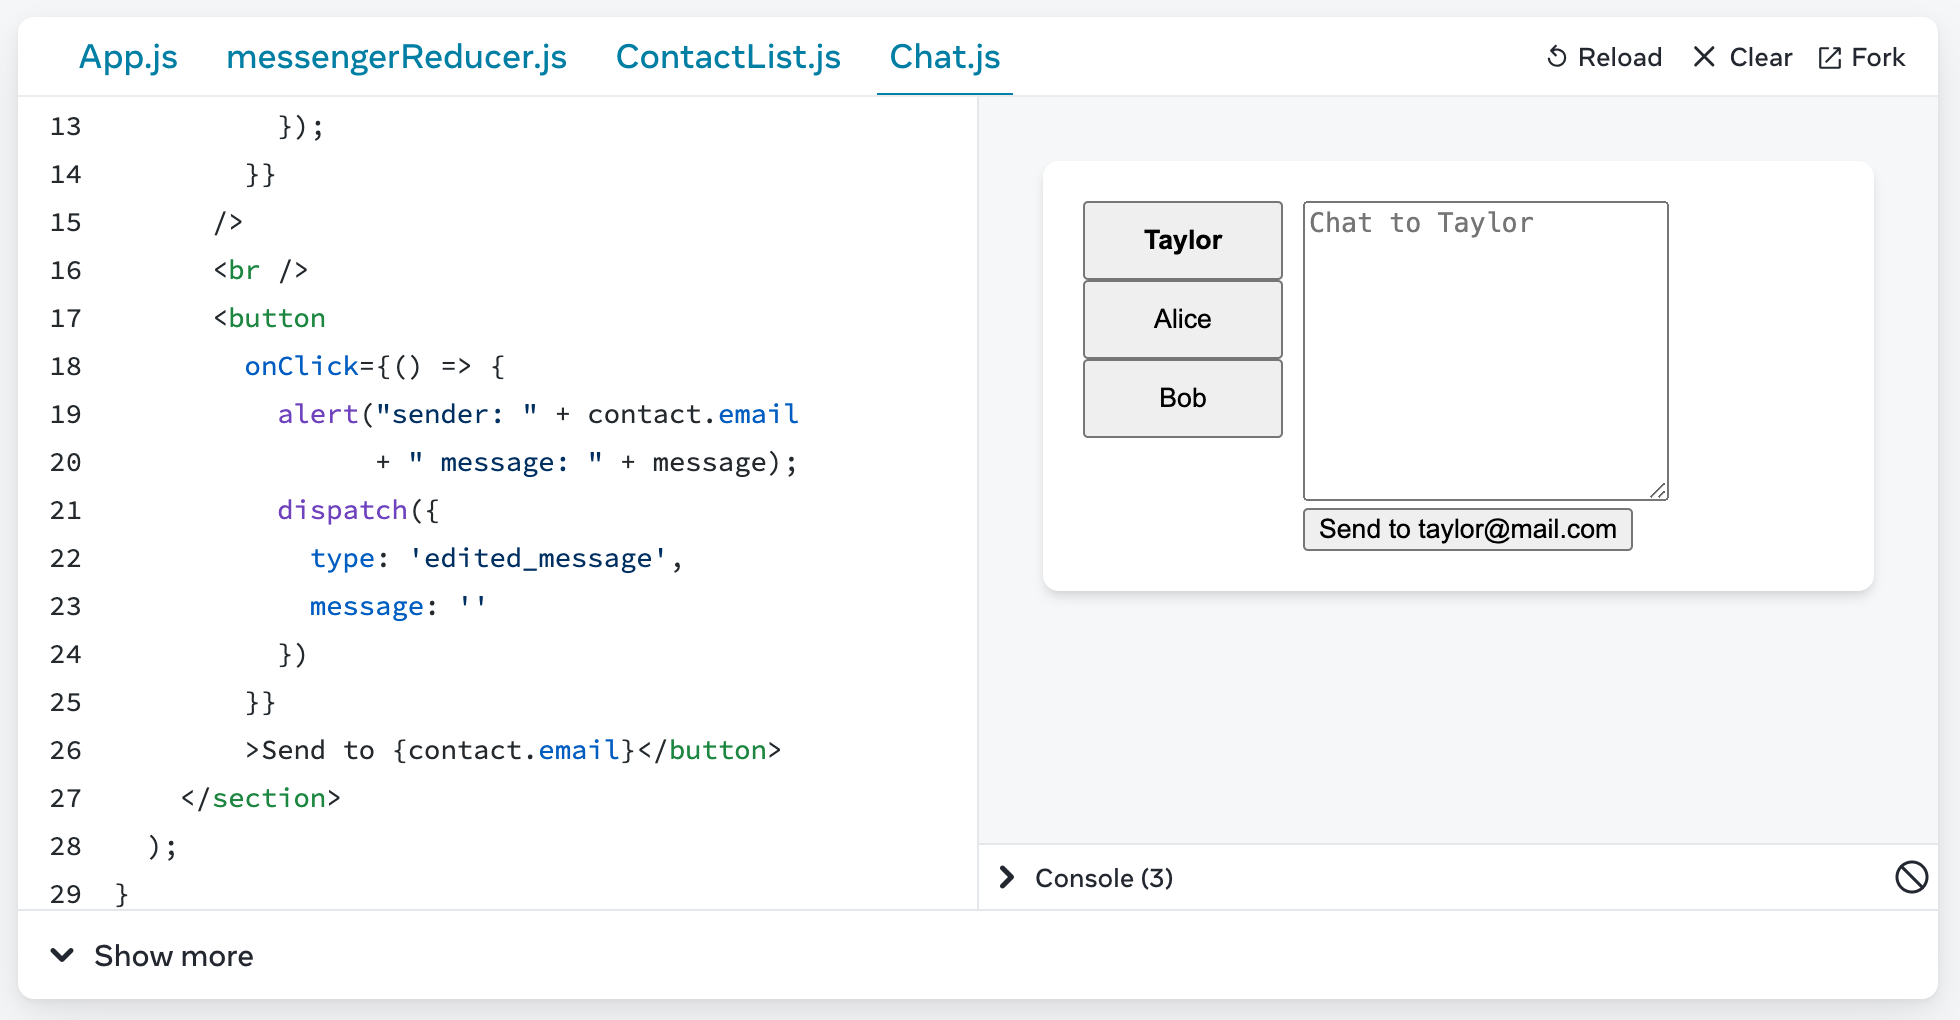 App.js messengerReducer.js ContactList.js Chat.js Reload Clear Fork
13 });
14 }}
15 />
16 <br />
17 <button
18 onClick={() => {
19 alert("sender: " + contact.email
20 + " message: " + message);
21 dispatch({
22 type: 'edited_message',
23 message: ''
24 })
25 }}
26 >Send to {contact.email}</button>
27 </section>
28 );
29 }
Taylor
Alice
Bob
Chat to Taylor
Send to taylor@mail.com
Console (3)
Show more